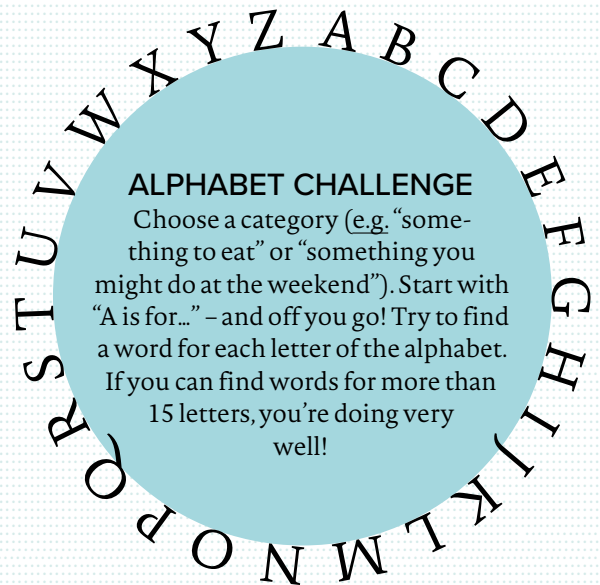 A B C D E F G H I J K L M N O P Q R S T U V W X Y Z
ALPHABET CHALLENGE
Choose a category (e.g. “some-
thing to eat” or “something you
might do at the weekend”). Start with
“A is for…” – and off you go! Try to find
a word for each letter of the alphabet.
If you can find words for more than
15 letters, you’re doing very
well!